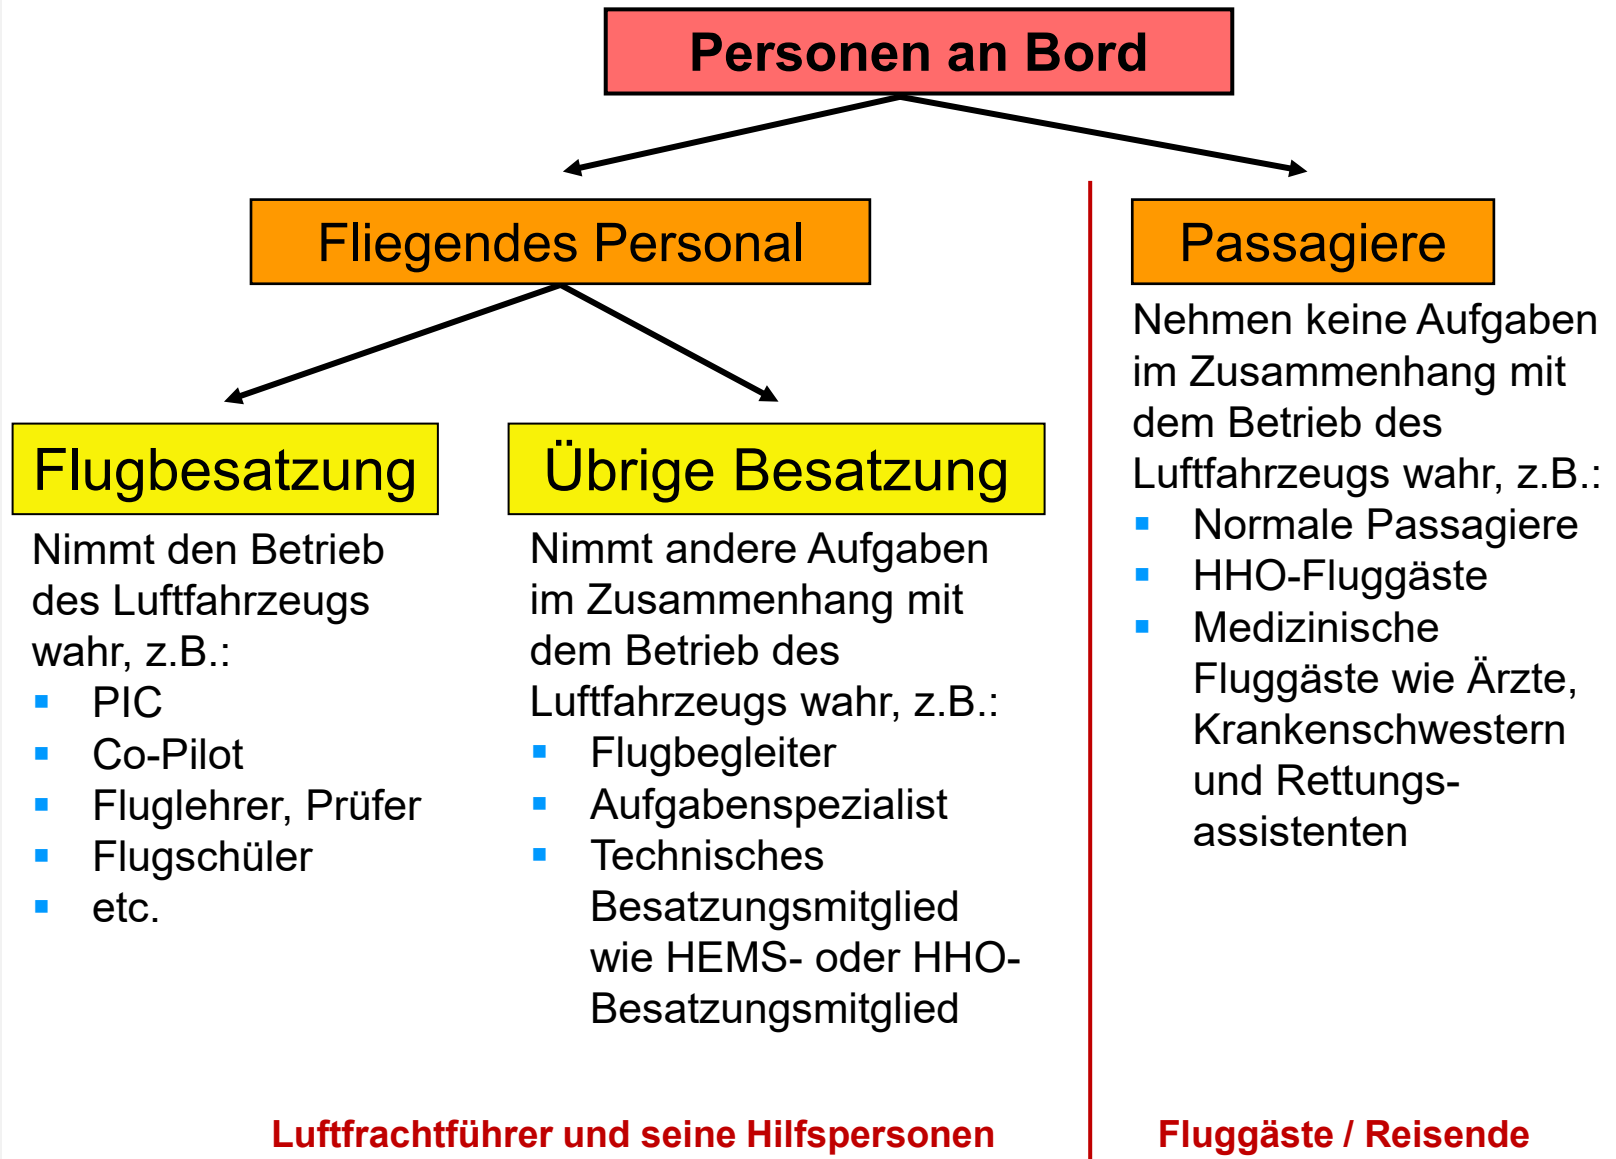 Personen an Bord
Fliegendes Personal
Passagiere
Flugbesatzung
Nimmt den Betrieb
des Luftfahrzeugs
wahr, z.B.:
PIC
Co-Pilot
Fluglehrer, Prüfer
Flugschüler
etc.
Übrige Besatzung
Nimmt andere Aufgaben
im Zusammenhang mit
dem Betrieb des
Luftfahrzeugs wahr, z.B.:
Flugbegleiter
Aufgabenspezialist
Technisches
Besatzungsmitglied
wie HEMS- oder HHO-
Besatzungsmitglied
Nehmen keine Aufgaben
im Zusammenhang mit
dem Betrieb des
Luftfahrzeugs wahr, z.B.:
Normale Passagiere
HHO-Fluggäste
Medizinische
Fluggäste wie Ärzte,
Krankenschwestern
und Rettungs-
assistenten
Luftfrachtführer und seine Hilfspersonen
Fluggäste / Reisende